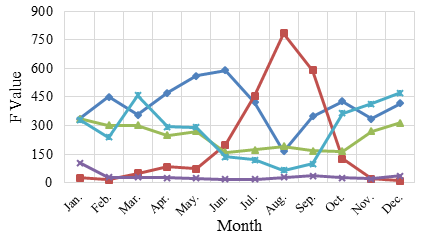 900
750
600
450
300
150
0
F Value
Jan.
Feb.
Mar.
Apr.
May.
Jun.
Jul.
Aug.
Sep.
Oct.
Nov.
Dec.
Month